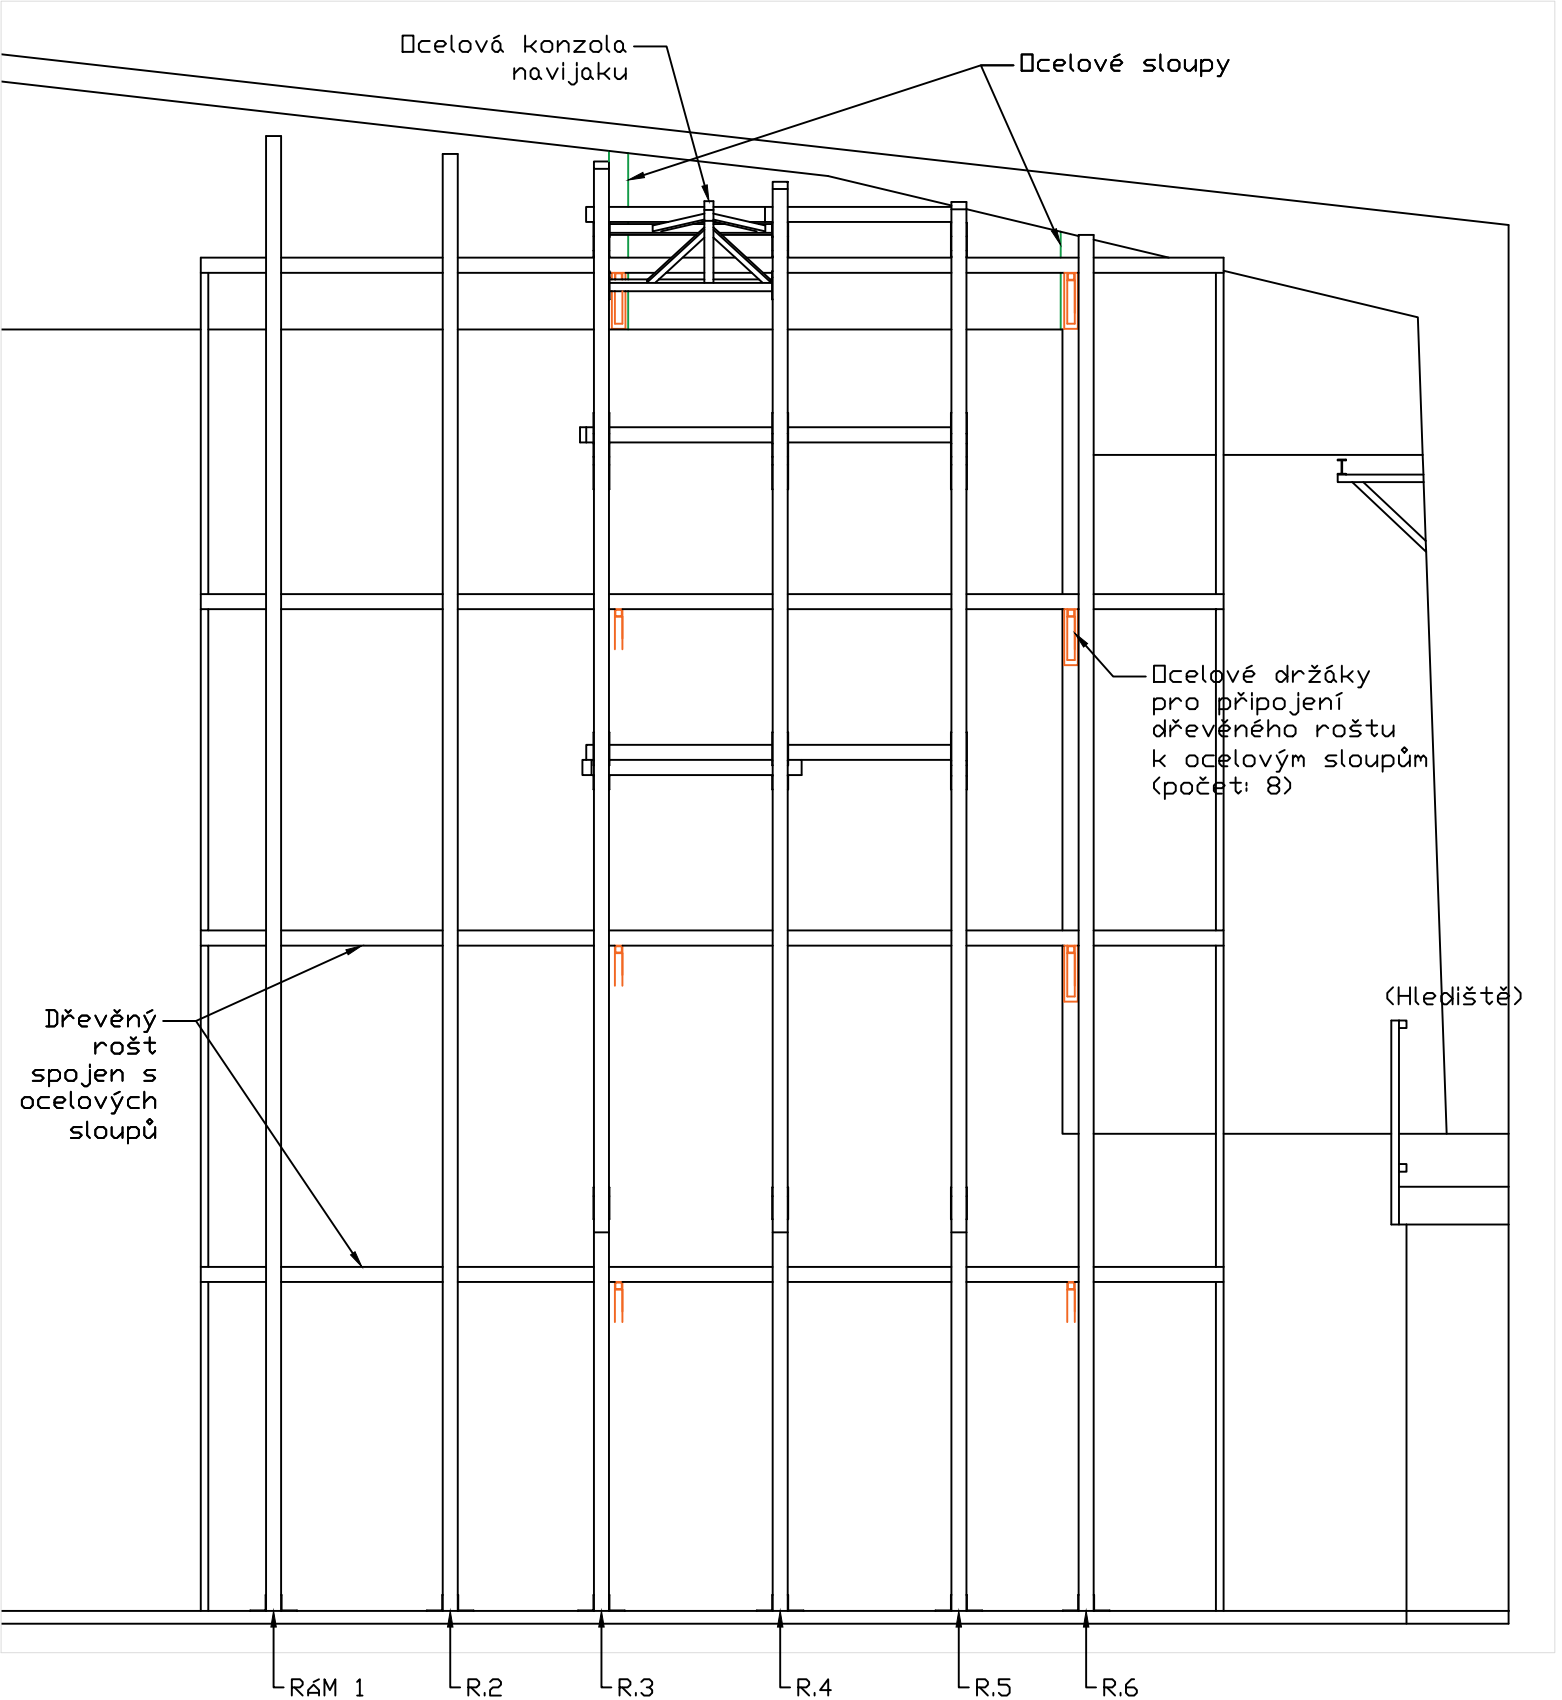 Ocelová konzola
navijaku
Ocelové sloupy
Ocelové držáky
pro připojení
dřevěného roštu
k ocelovým sloupům
(počet: 8)
(Hlediště)
Dřevěný
rošt
spojen s
ocelových
sloupů
RáM 1
R.2
R.3
R.4
R.5
R.6